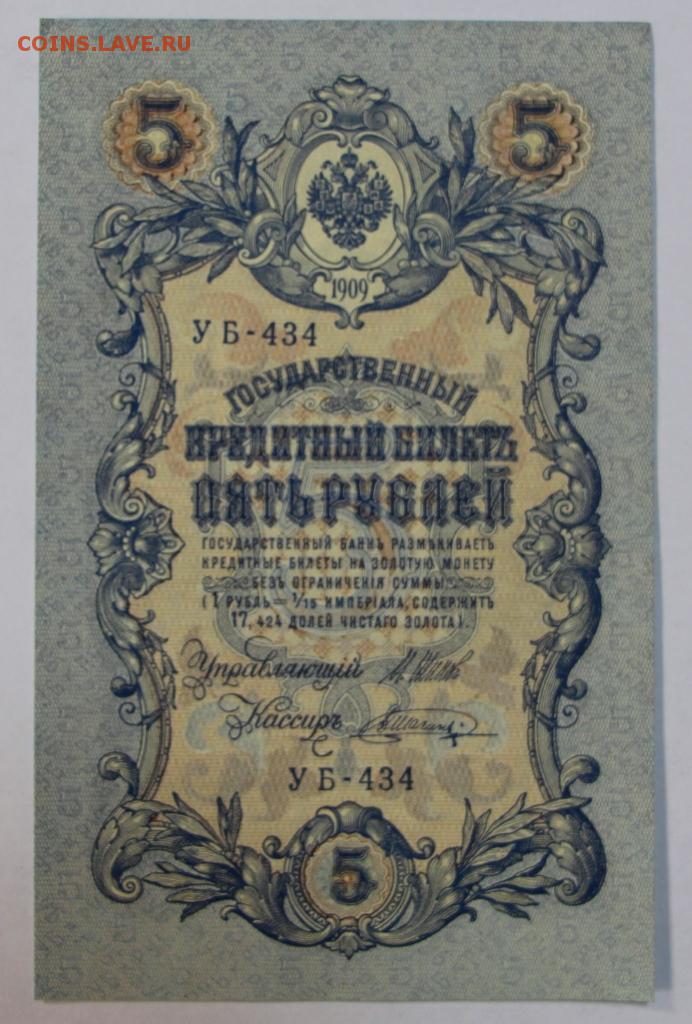 COINS.LAVE.RU
5 5
1909
УБ-434
ГОСУДАРСТВЕННЫЙ
КРЕДИТНЫЙ БИЛЕТЪ
ПЯТЬ РУБЛЕЙ
ГОСУДАРСТВЕННЫЙ БАНКЪ РАЗМѢНИВАЕТЪ
КРЕДИТНЫЕ БИЛЕТЫ НА ЗОЛОТУЮ МОНЕТУ
БЕЗЪ ОГРАНИЧЕНІЯ СУММЫ
(1 РУБЛЬ = 1/15 ИМПЕРІАЛА, СОДЕРЖИТЪ
17,424 ДОЛЕЙ ЧИСТАГО ЗОЛОТА).
Управляющій
Кассиръ
УБ-434
5